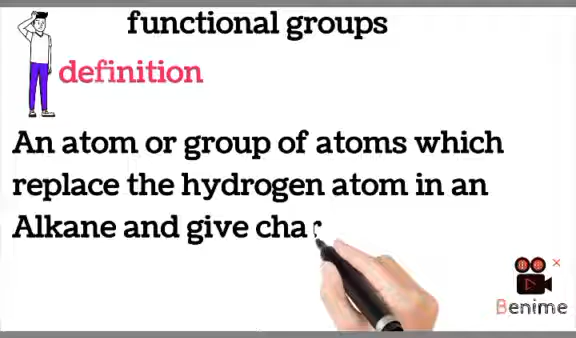 functional groups
definition
An atom or group of atoms which
replace the hydrogen atom in an
Alkane and give char
Benime